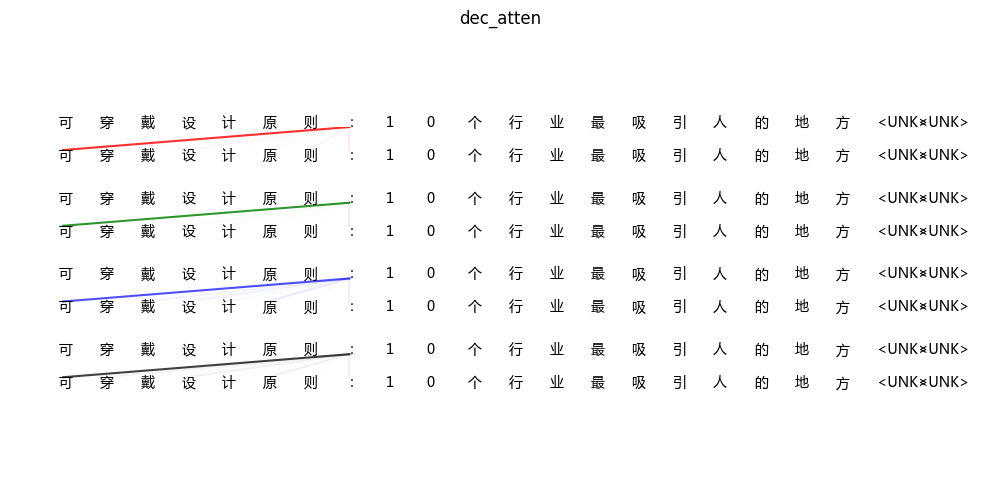 dec_atten
可 穿 戴 设 计 原 则 : 1 0 个 行 业 最 吸 引 人 的 地 方 <UNK> <UNK>
可 穿 戴 设 计 原 则 : 1 0 个 行 业 最 吸 引 人 的 地 方 <UNK> <UNK>
可 穿 戴 设 计 原 则 : 1 0 个 行 业 最 吸 引 人 的 地 方 <UNK> <UNK>
可 穿 戴 设 计 原 则 : 1 0 个 行 业 最 吸 引 人 的 地 方 <UNK> <UNK>
可 穿 戴 设 计 原 则 : 1 0 个 行 业 最 吸 引 人 的 地 方 <UNK> <UNK>
可 穿 戴 设 计 原 则 : 1 0 个 行 业 最 吸 引 人 的 地 方 <UNK> <UNK>
可 穿 戴 设 计 原 则 : 1 0 个 行 业 最 吸 引 人 的 地 方 <UNK> <UNK>
可 穿 戴 设 计 原 则 : 1 0 个 行 业 最 吸 引 人 的 地 方 <UNK> <UNK>